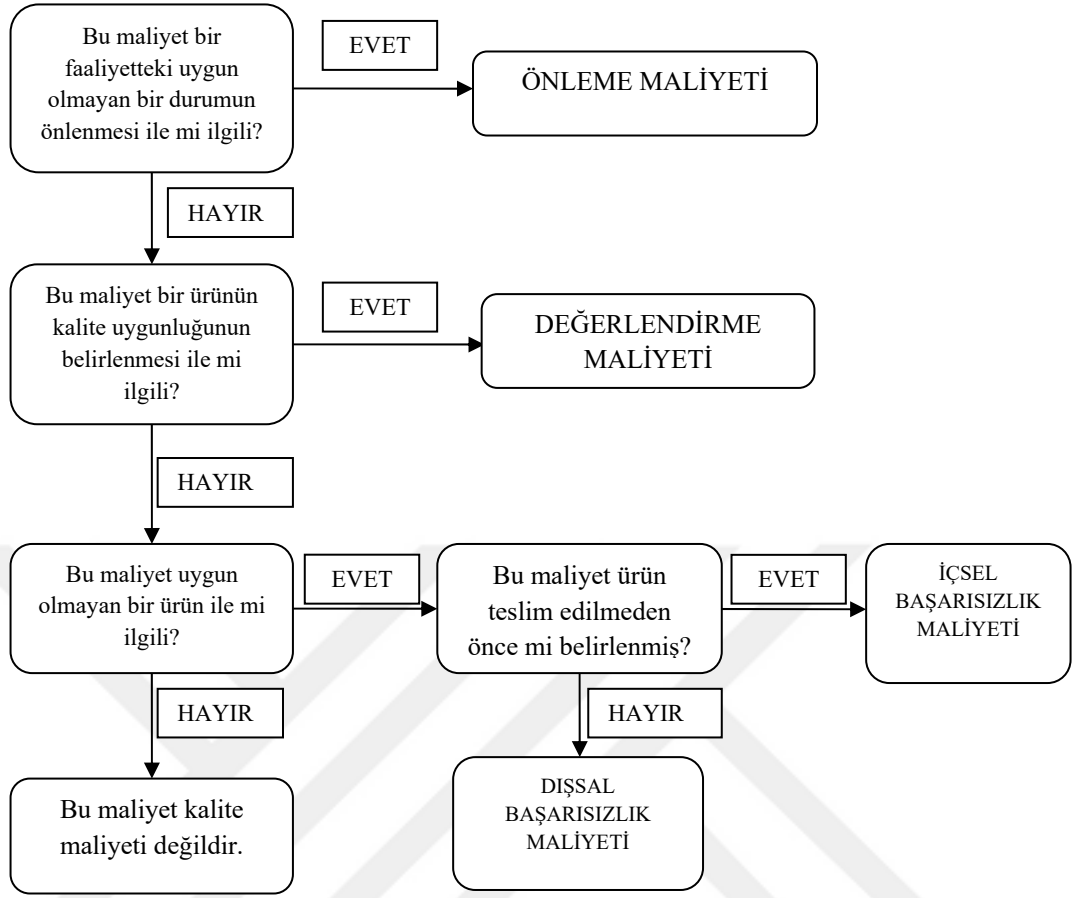 Bu maliyet bir
faaliyetteki uygun
olmayan bir durumun
önlenmesi ile mi ilgili?
EVET
ÖNLEME MALİYETİ
HAYIR
Bu maliyet bir ürünün
kalite uygunluğunun
belirlenmesi ile mi
ilgili?
EVET
DEĞERLENDİRME
MALİYETİ
HAYIR
Bu maliyet uygun
olmayan bir ürün ile mi
ilgili?
EVET
Bu maliyet ürün
teslim edilmeden
önce mi belirlenmiş?
EVET
İÇSEL
BAŞARISIZLIK
MALİYETİ
HAYIR
HAYIR
Bu maliyet kalite
maliyeti değildir.
DIŞSAL
BAŞARISIZLIK
MALİYETİ